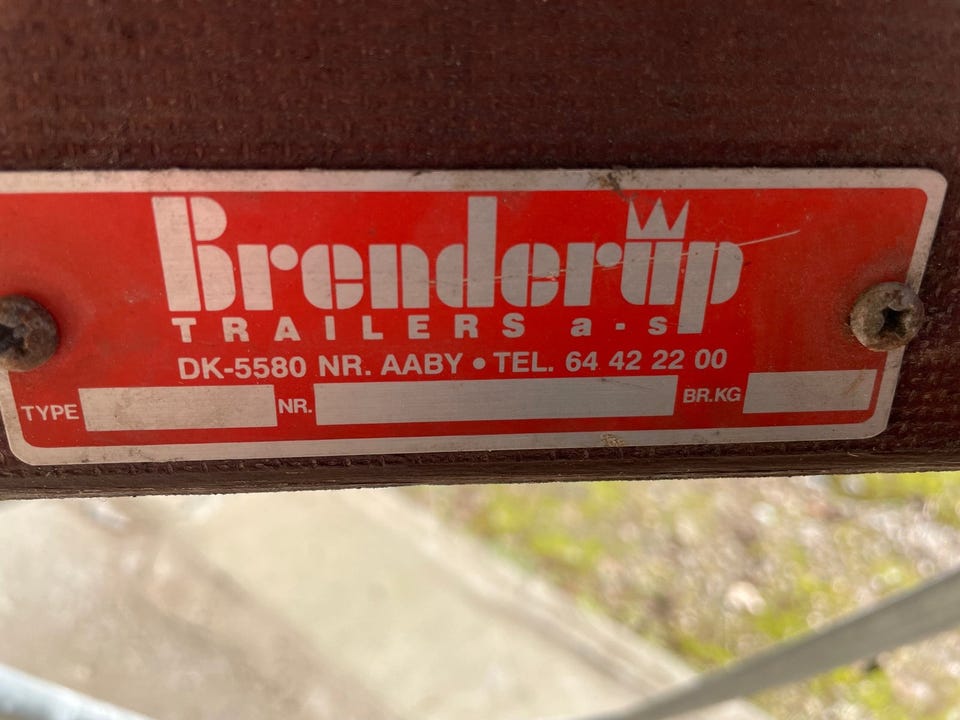 Brenderup
TRAILERS a-s
DK-5580 NR. AABY • TEL. 64 42 22 00
TYPE NR. BR.KG